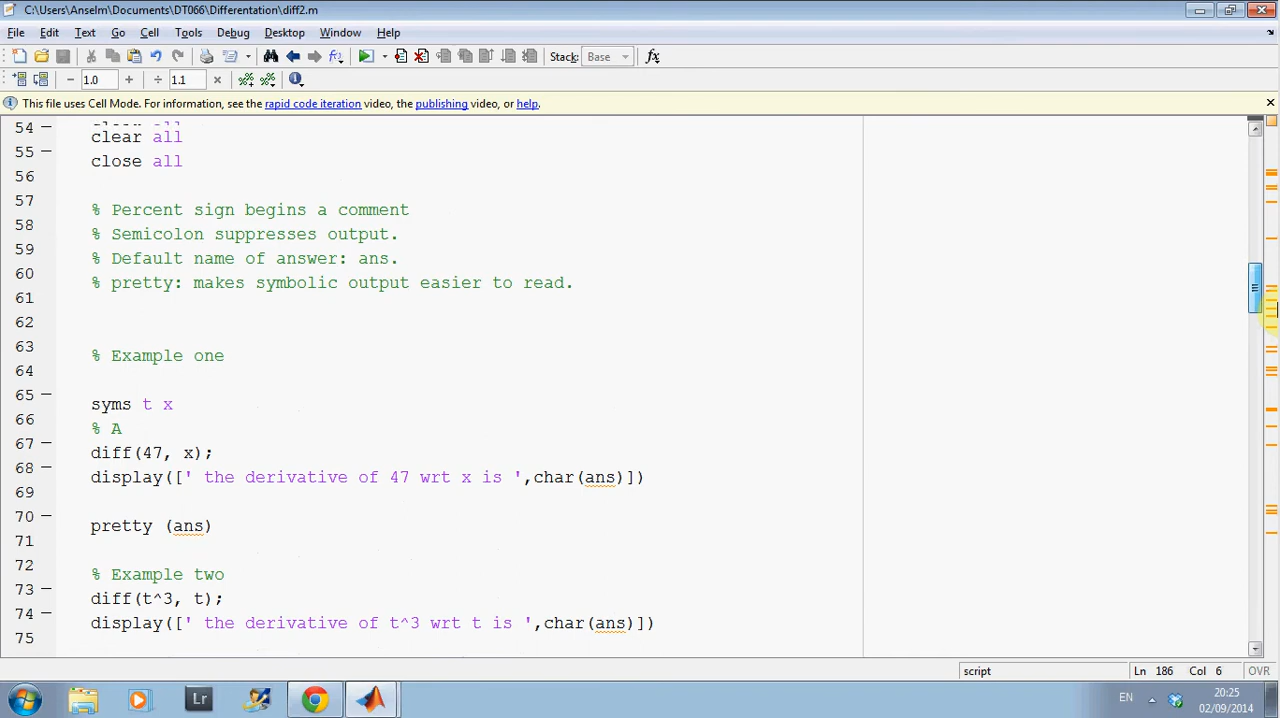 C:\Users\Anselm\Documents\DT066\Differentation\diff2.m
File Edit Text Go Cell Tools Debug Desktop Window Help
Stack: Base fx
− 1.0 + ÷ 1.1 ×
This file uses Cell Mode. For information, see the rapid code iteration video, the publishing video, or help.
54 −
55 − clear all
56 close all
57
58 % Percent sign begins a comment
59 % Semicolon suppresses output.
60 % Default name of answer: ans.
61 % pretty: makes symbolic output easier to read.
62
63 % Example one
64
65 − syms t x
66 % A
67 − diff(47, x);
68 − display([' the derivative of 47 wrt x is ',char(ans)])
69
70 − pretty (ans)
71
72 % Example two
73 − diff(t^3, t);
74 − display([' the derivative of t^3 wrt t is ',char(ans)])
75
script Ln 186 Col 6 OVR
Lr EN 20:25
02/09/2014